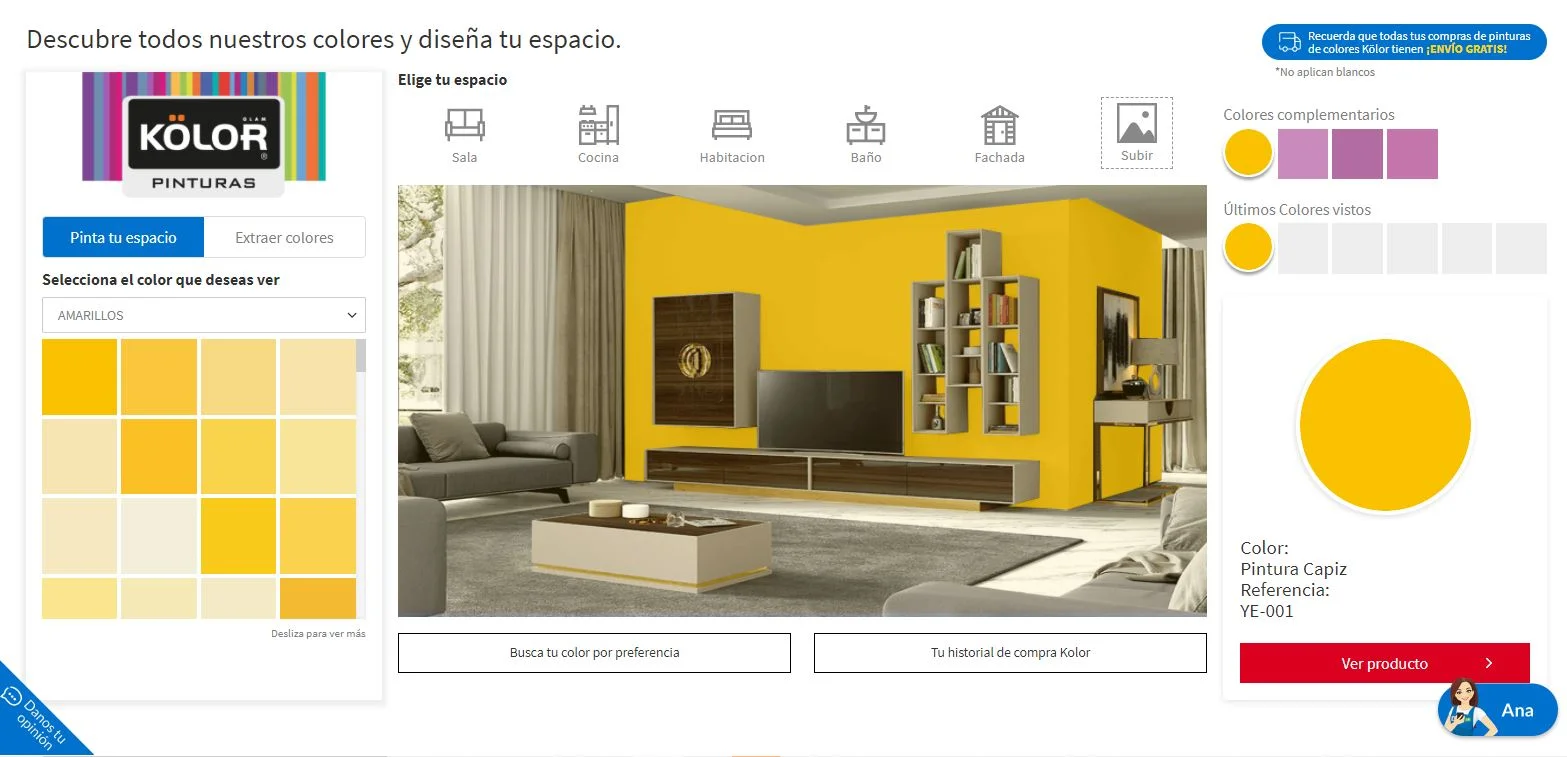 Descubre todos nuestros colores y diseña tu espacio.
Recuerda que todas tus compras de pinturas
de colores Kölor tienen ¡ENVÍO GRATIS!
*No aplican blancos
GLAM
KÖLOR®
PINTURAS
Pinta tu espacio
Extraer colores
Selecciona el color que deseas ver
AMARILLOS
Desliza para ver más
Elige tu espacio
Sala
Cocina
Habitacion
Baño
Fachada
Subir
Busca tu color por preferencia
Tu historial de compra Kolor
Colores complementarios
Últimos Colores vistos
Color:
Pintura Capiz
Referencia:
YE-001
Ver producto
Ana
Danos tu
opinión